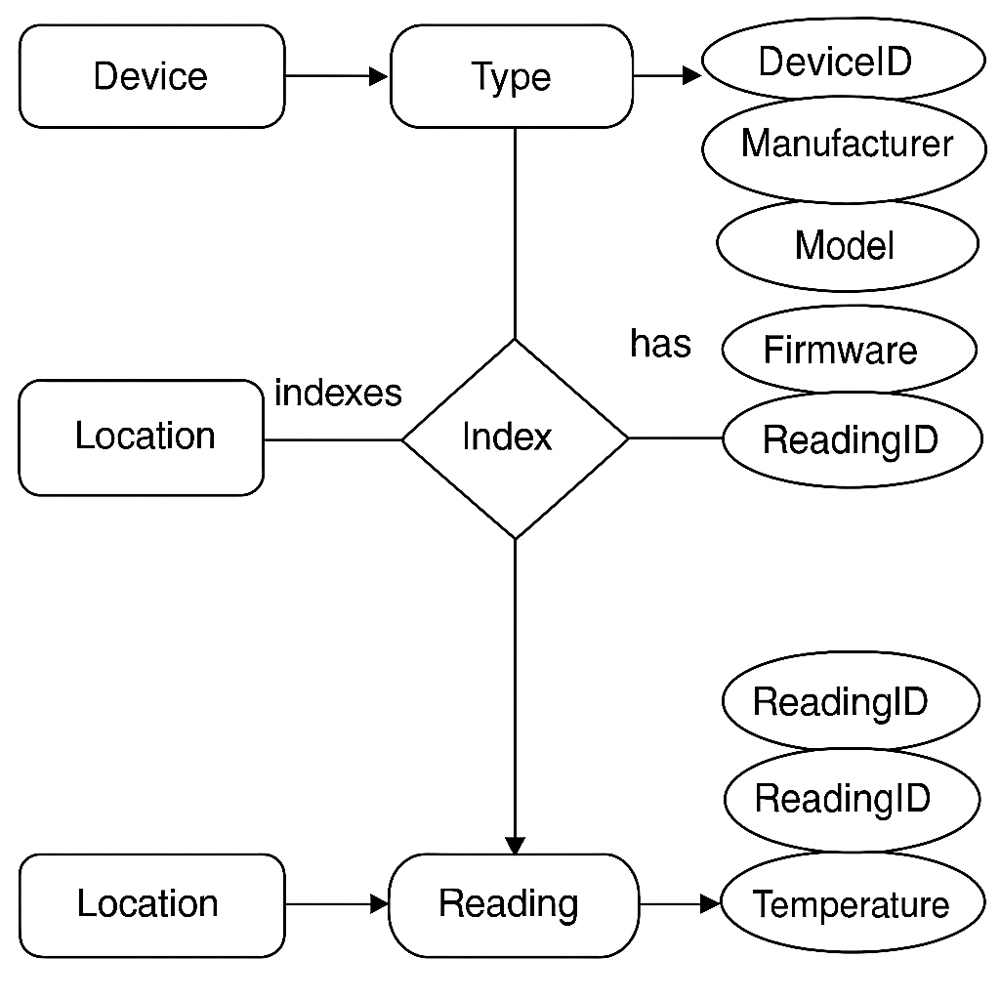 Device
Type
DeviceID
Manufacturer
Model
has
Firmware
indexes
Location
Index
ReadingID
ReadingID
ReadingID
Location
Reading
Temperature